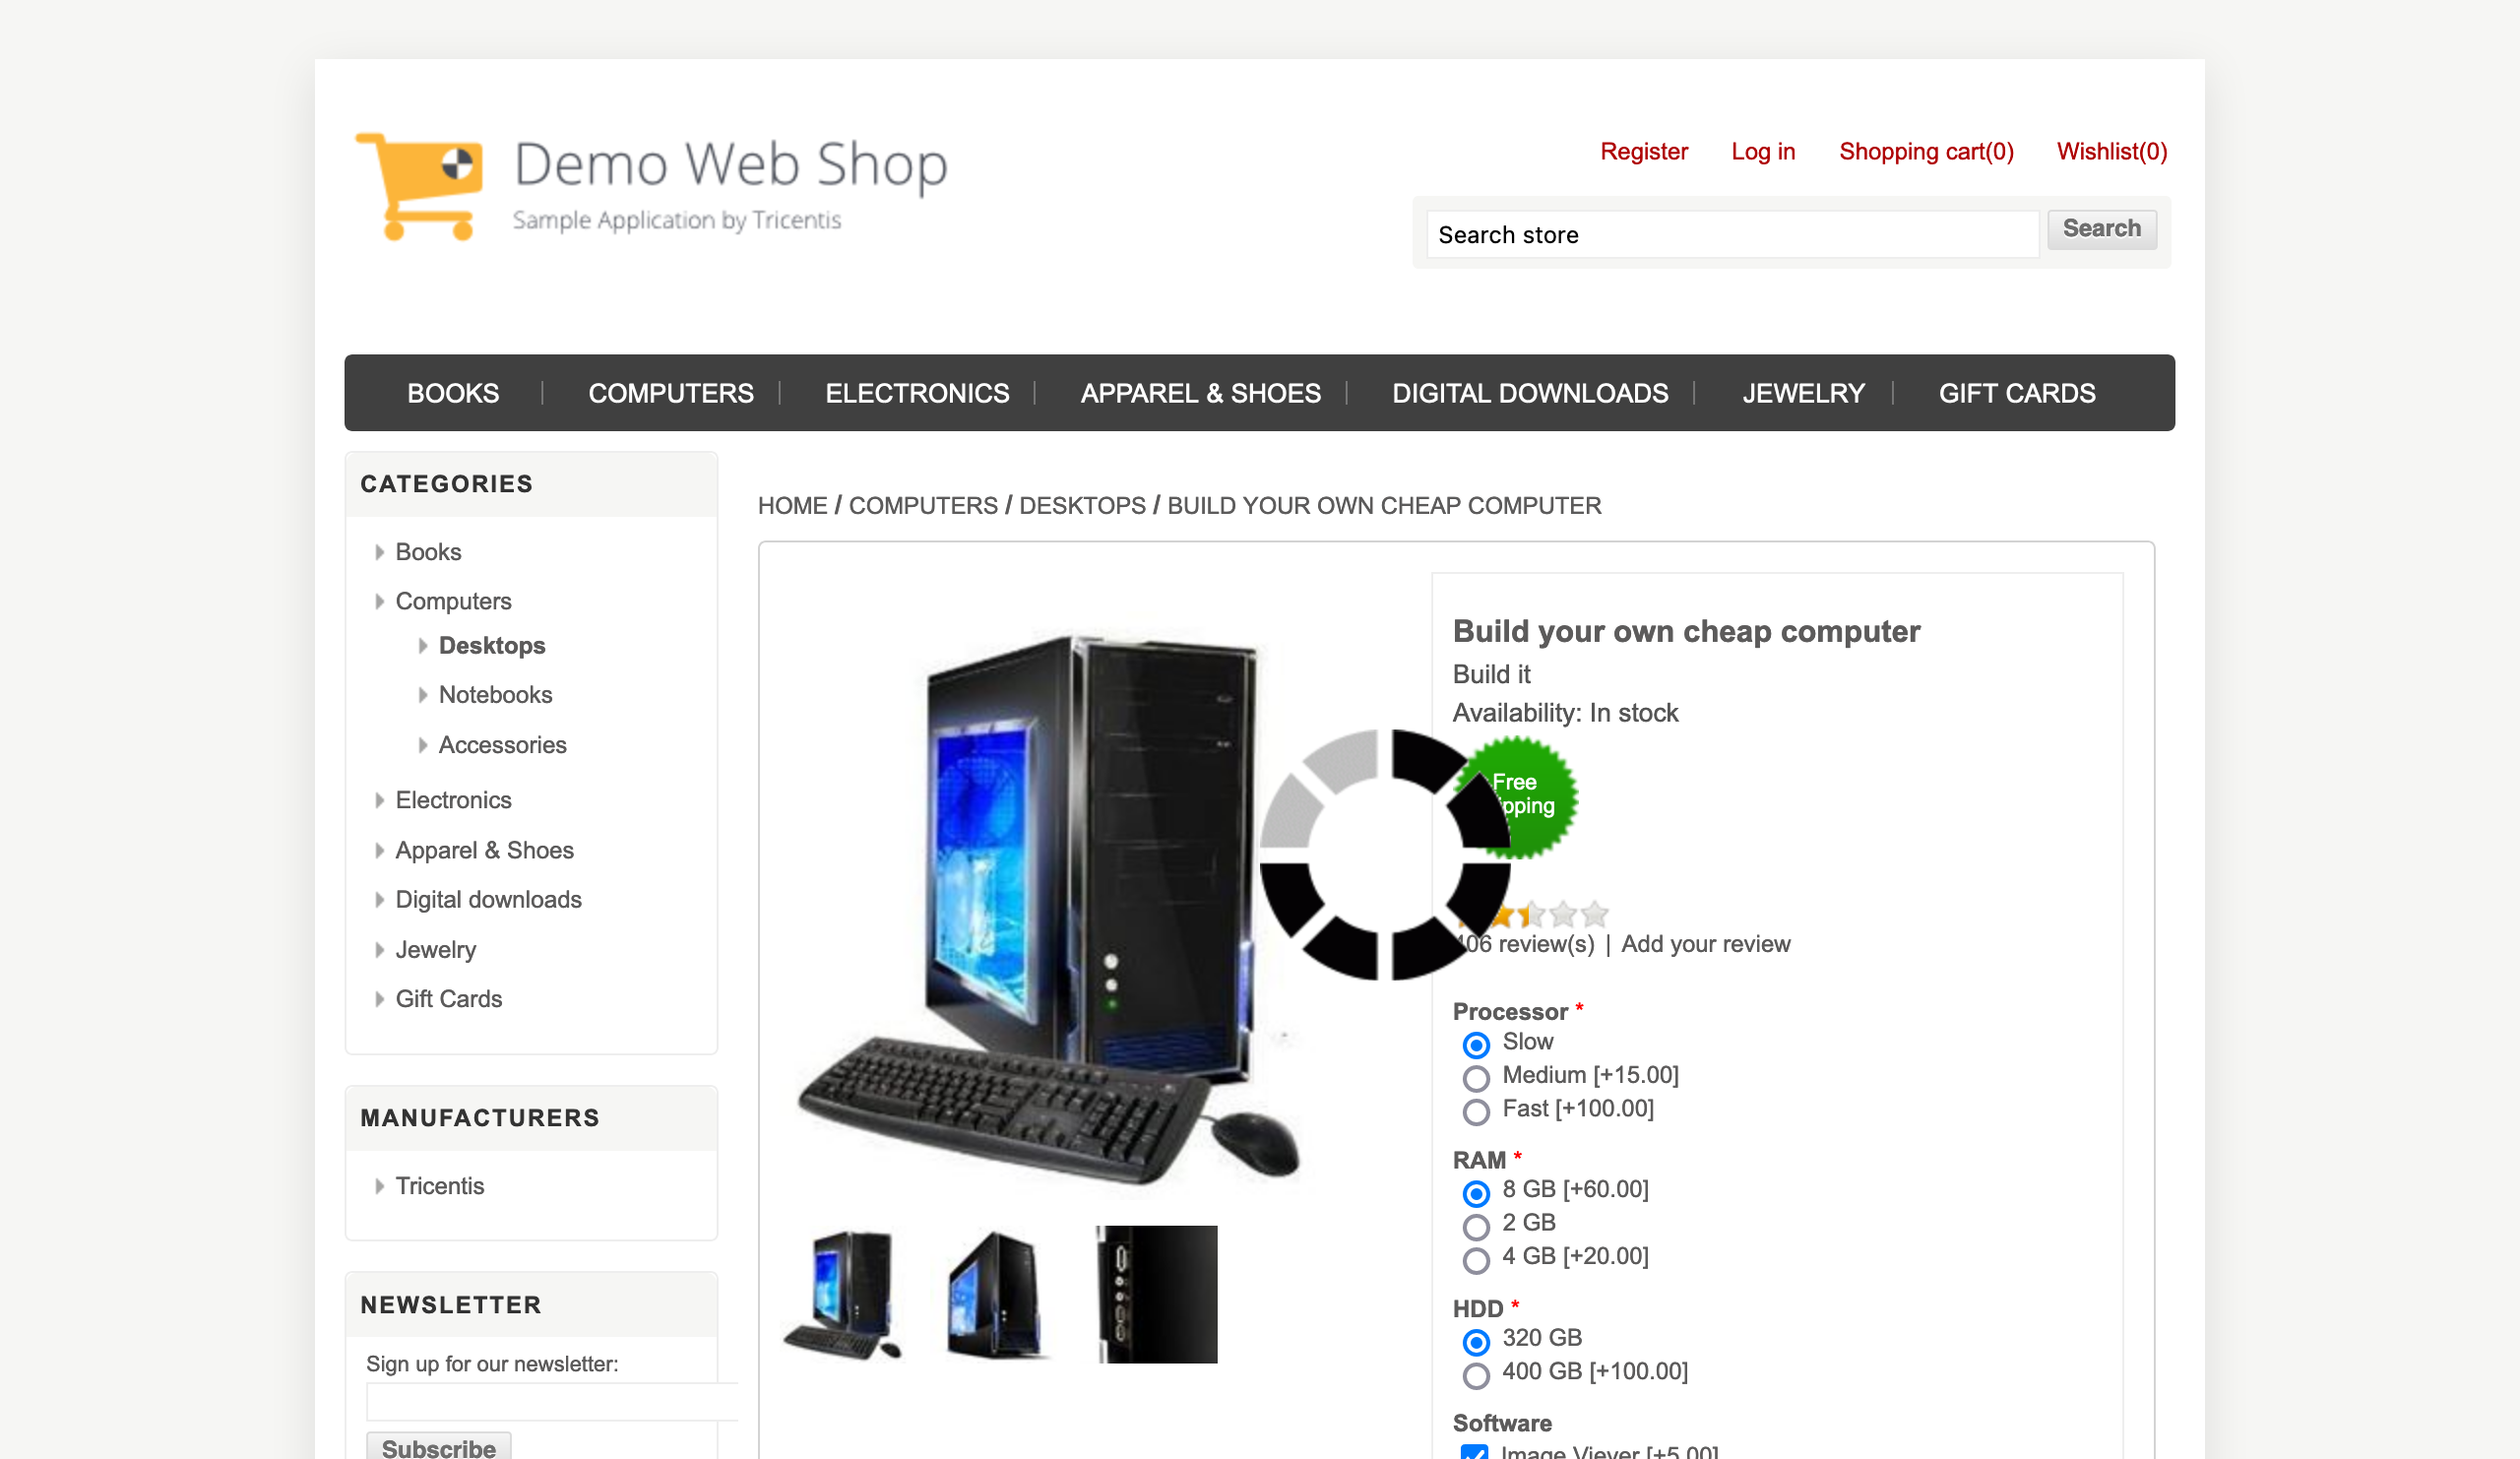 Demo Web Shop
Sample Application by Tricentis
Register Log in Shopping cart(0) Wishlist(0)
Search store Search
BOOKS COMPUTERS ELECTRONICS APPAREL & SHOES DIGITAL DOWNLOADS JEWELRY GIFT CARDS
CATEGORIES
Books
Computers
Desktops
Notebooks
Accessories
Electronics
Apparel & Shoes
Digital downloads
Jewelry
Gift Cards
MANUFACTURERS
Tricentis
NEWSLETTER
Sign up for our newsletter:
Subscribe
HOME / COMPUTERS / DESKTOPS / BUILD YOUR OWN CHEAP COMPUTER
Build your own cheap computer
Build it
Availability: In stock
Free
406 review(s) | Add your review
Processor *
Slow
Medium [+15.00]
Fast [+100.00]
RAM *
8 GB [+60.00]
2 GB
4 GB [+20.00]
HDD *
320 GB
400 GB [+100.00]
Software
Image Viever [+5.00]